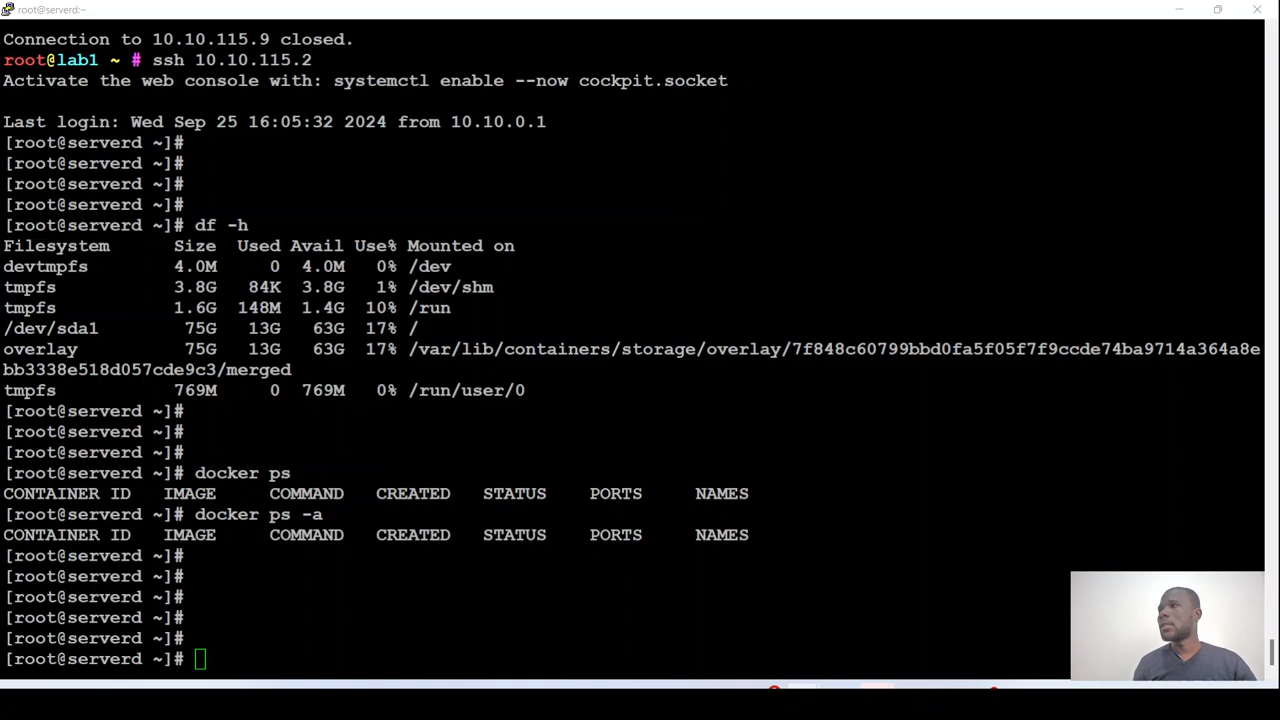 root@serverd:~
Connection to 10.10.115.9 closed.
root@lab1 ~ # ssh 10.10.115.2
Activate the web console with: systemctl enable --now cockpit.socket
Last login: Wed Sep 25 16:05:32 2024 from 10.10.0.1
[root@serverd ~]#
[root@serverd ~]#
[root@serverd ~]#
[root@serverd ~]#
[root@serverd ~]# df -h
Filesystem Size Used Avail Use% Mounted on
devtmpfs 4.0M 0 4.0M 0% /dev
tmpfs 3.8G 84K 3.8G 1% /dev/shm
tmpfs 1.6G 148M 1.4G 10% /run
/dev/sda1 75G 13G 63G 17% /
overlay 75G 13G 63G 17% /var/lib/containers/storage/overlay/7f848c60799bbd0fa5f05f7f9ccde74ba9714a364a8e
bb3338e518d057cde9c3/merged
tmpfs 769M 0 769M 0% /run/user/0
[root@serverd ~]#
[root@serverd ~]#
[root@serverd ~]#
[root@serverd ~]# docker ps
CONTAINER ID IMAGE COMMAND CREATED STATUS PORTS NAMES
[root@serverd ~]# docker ps -a
CONTAINER ID IMAGE COMMAND CREATED STATUS PORTS NAMES
[root@serverd ~]#
[root@serverd ~]#
[root@serverd ~]#
[root@serverd ~]#
[root@serverd ~]#
[root@serverd ~]#